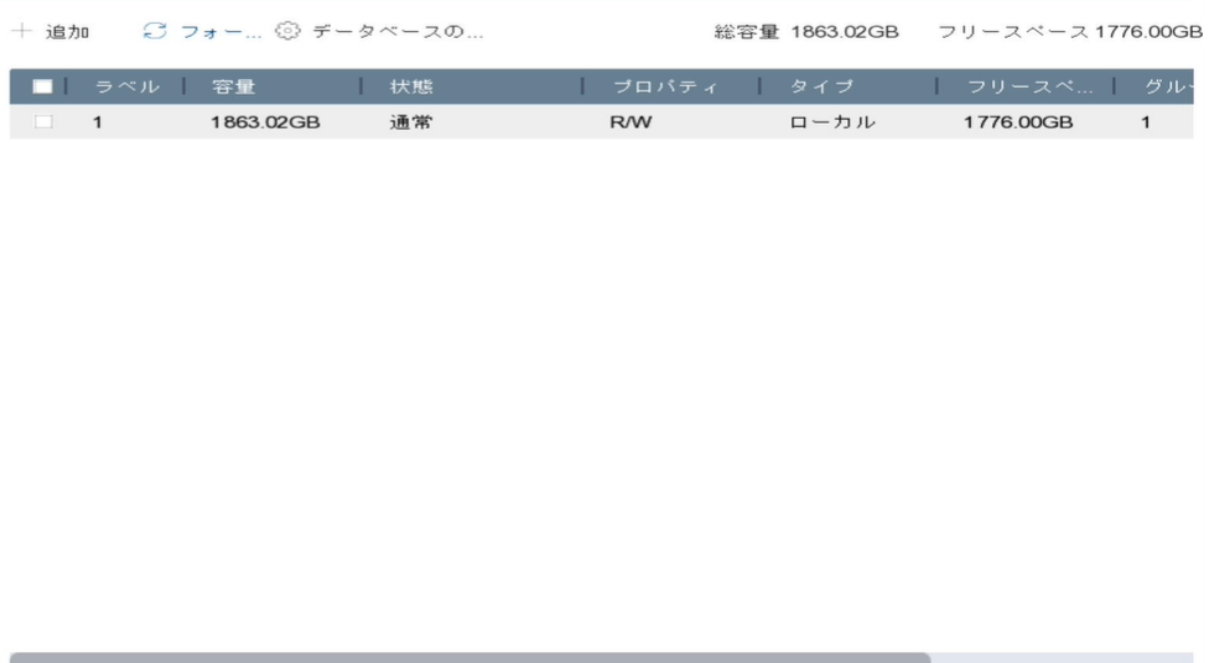 追加 フォー... データベースの... 総容量 1863.02GB フリースペース 1776.00GB
ラベル 容量 状態 プロパティ タイプ フリースペ... グルー
1 1863.02GB 通常 R/W ローカル 1776.00GB 1